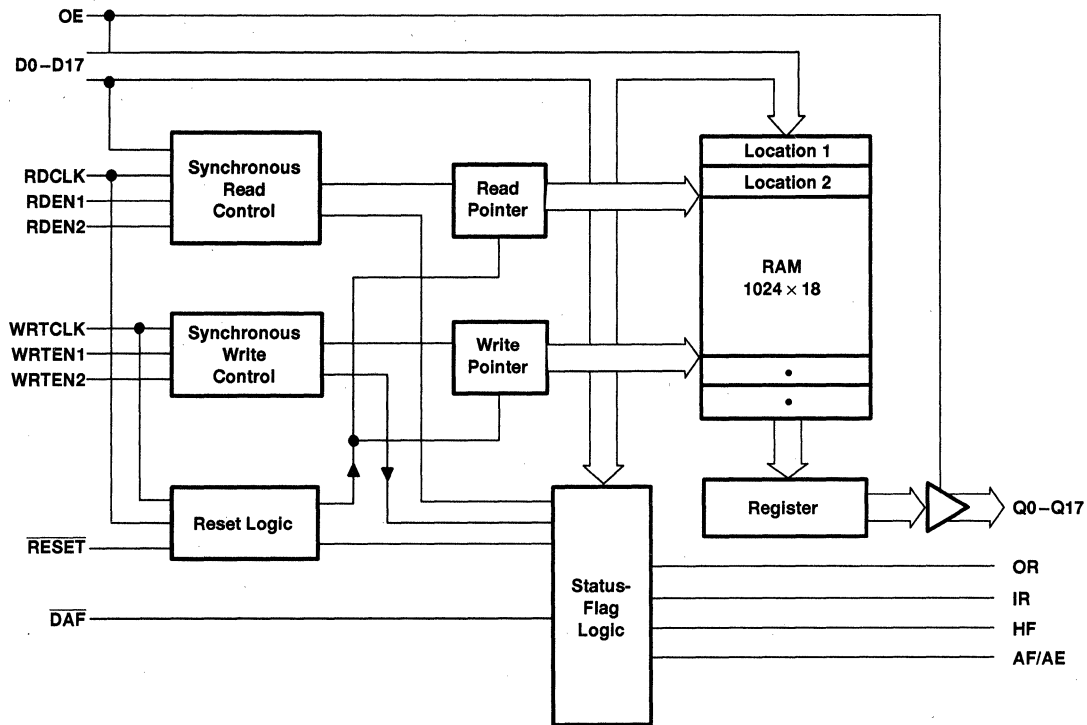 OE
D0–D17
RDCLK
RDEN1
RDEN2
Synchronous
Read
Control
Read
Pointer
Location 1
Location 2
RAM
1024 × 18
•
•
WRTCLK
WRTEN1
WRTEN2
Synchronous
Write
Control
Write
Pointer
Reset Logic
RESET
DAF
Status-
Flag
Logic
Register
Q0–Q17
OR
IR
HF
AF/AE